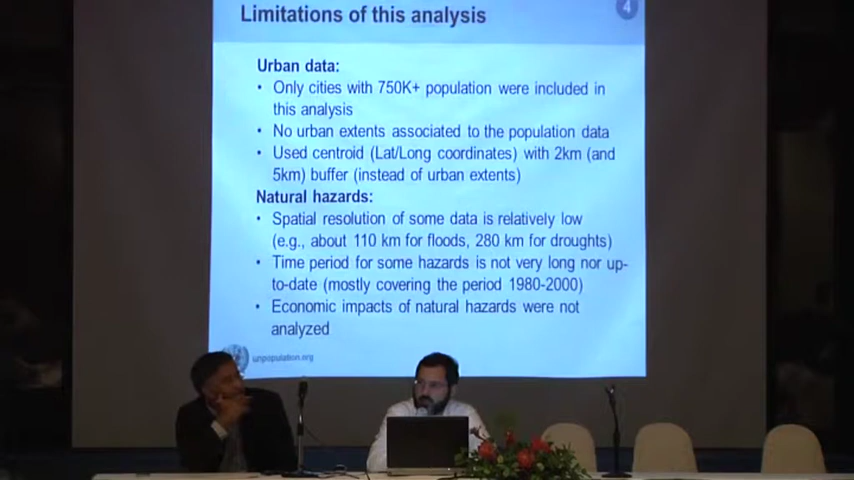 Limitations of this analysis
4
Urban data:
• Only cities with 750K+ population were included in
this analysis
• No urban extents associated to the population data
• Used centroid (Lat/Long coordinates) with 2km (and
5km) buffer (instead of urban extents)
Natural hazards:
• Spatial resolution of some data is relatively low
(e.g., about 110 km for floods, 280 km for droughts)
• Time period for some hazards is not very long nor up-
to-date (mostly covering the period 1980-2000)
• Economic impacts of natural hazards were not
analyzed
unpopulation.org